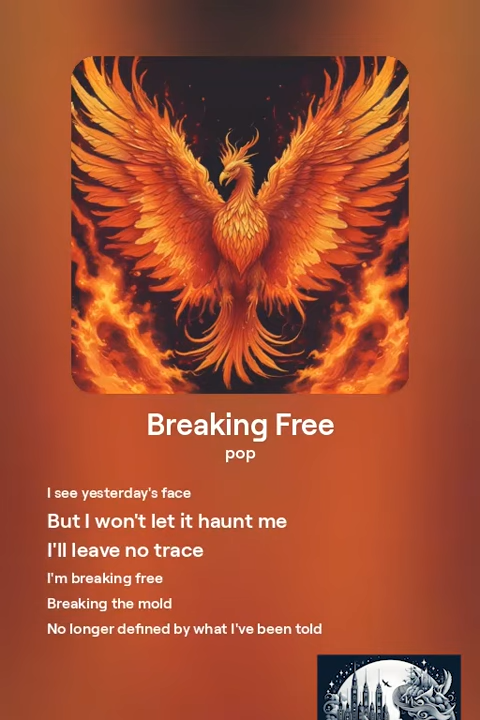 Breaking Free
pop
I see yesterday's face
But I won't let it haunt me
I'll leave no trace
I'm breaking free
Breaking the mold
No longer defined by what I've been told